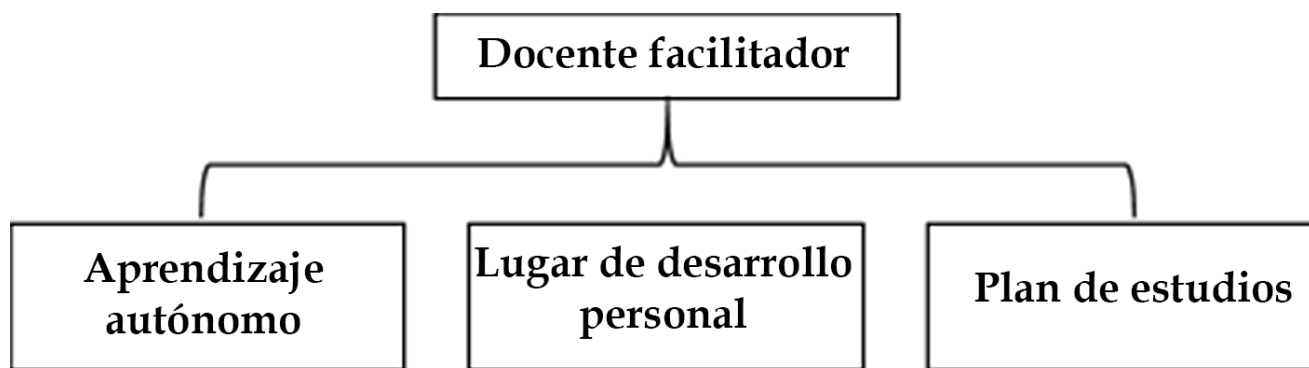 Docente facilitador
Aprendizaje
autónomo
Lugar de desarrollo
personal
Plan de estudios